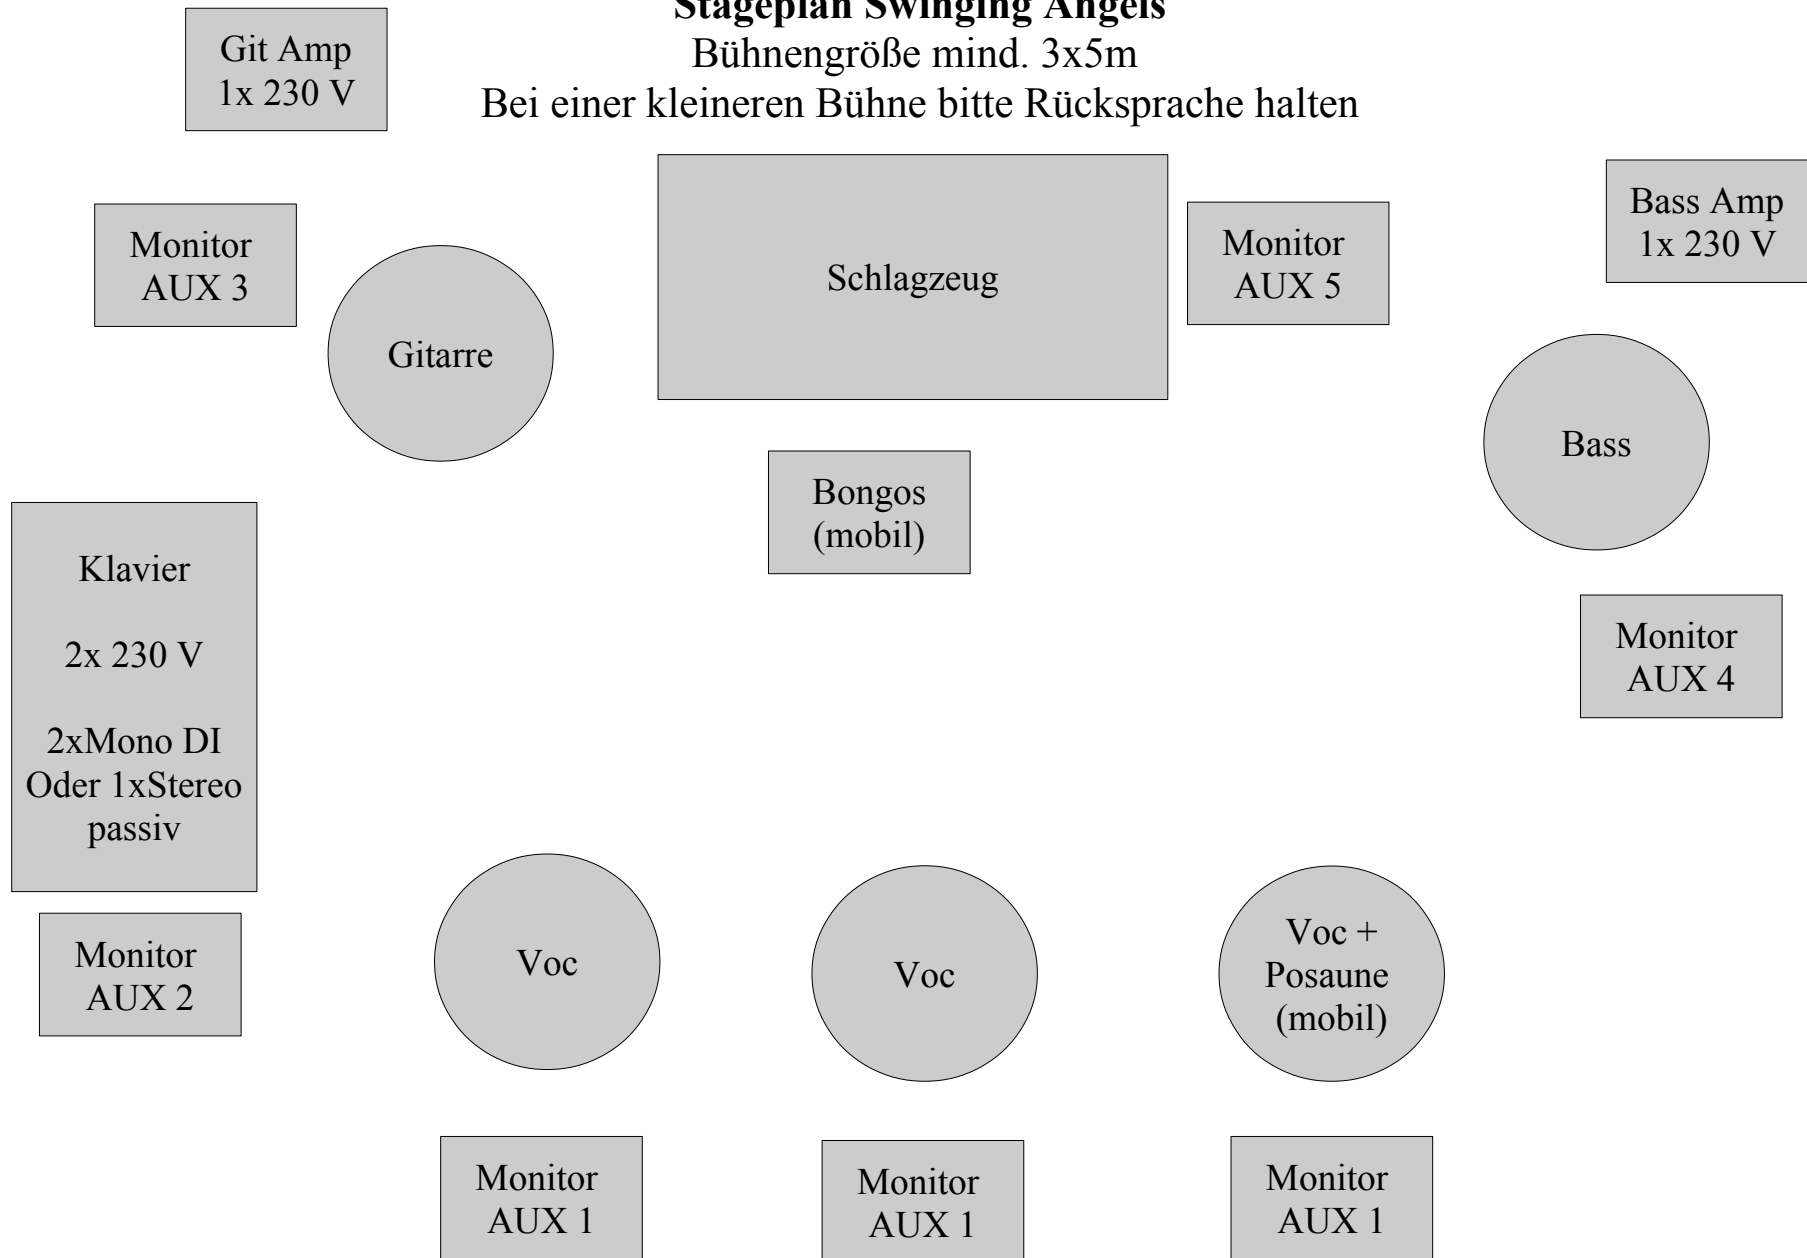 Stageplan Swinging Angels
Bühnengröße mind. 3x5m
Bei einer kleineren Bühne bitte Rücksprache halten
Git Amp
1x 230 V
Monitor
AUX 3
Gitarre
Schlagzeug
Monitor
AUX 5
Bass Amp
1x 230 V
Bass
Bongos
(mobil)
Klavier
2x 230 V
2xMono DI
Oder 1xStereo
passiv
Monitor
AUX 4
Monitor
AUX 2
Voc
Voc
Voc +
Posaune
(mobil)
Monitor
AUX 1
Monitor
AUX 1
Monitor
AUX 1